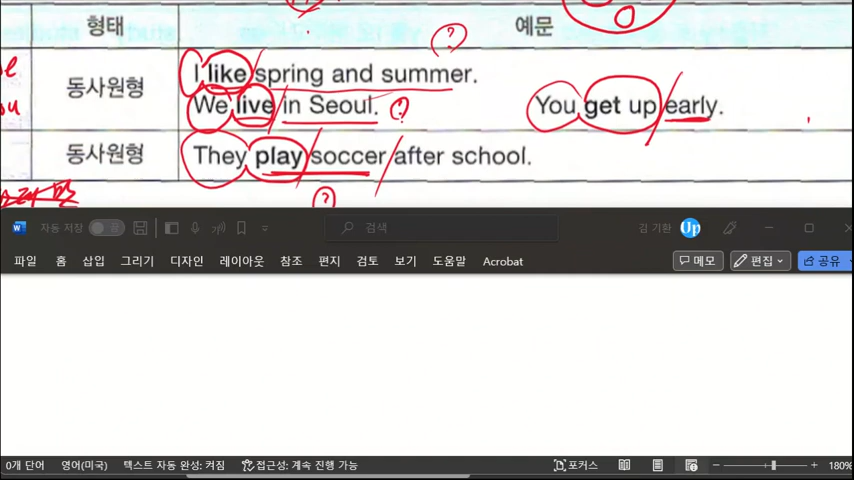 형태 예문
I like spring and summer.
동사원형
We live in Seoul. You get up early.
동사원형 They play soccer after school.
자동 저장 끔 검색 김 기환
파일 홈 삽입 그리기 디자인 레이아웃 참조 편지 검토 보기 도움말 Acrobat 메모 편집 공유
0개 단어 영어(미국) 텍스트 자동 완성: 켜짐 접근성: 계속 진행 가능 포커스 180%